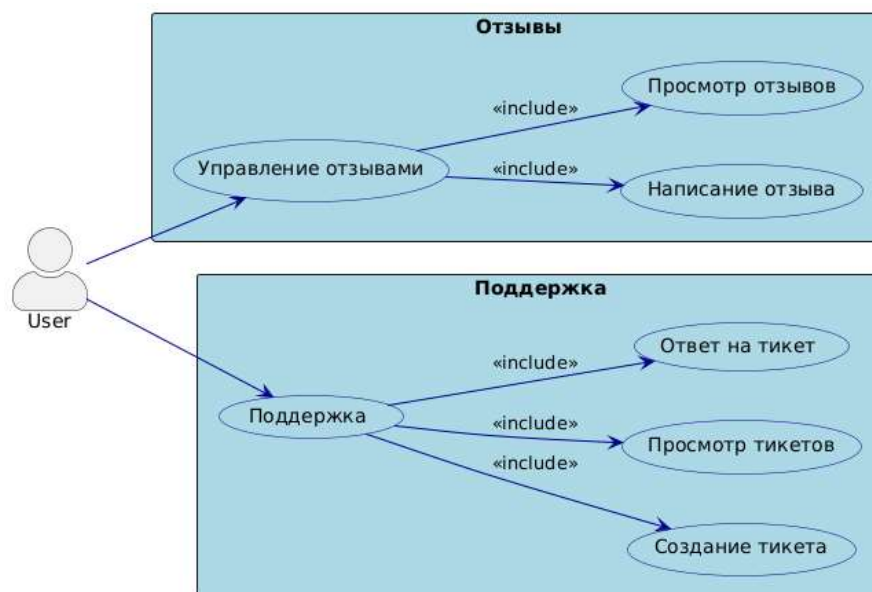 Отзывы
Просмотр отзывов
«include»
Управление отзывами
«include»
Написание отзыва
User
Поддержка
Ответ на тикет
«include»
Поддержка
«include»
Просмотр тикетов
«include»
Создание тикета